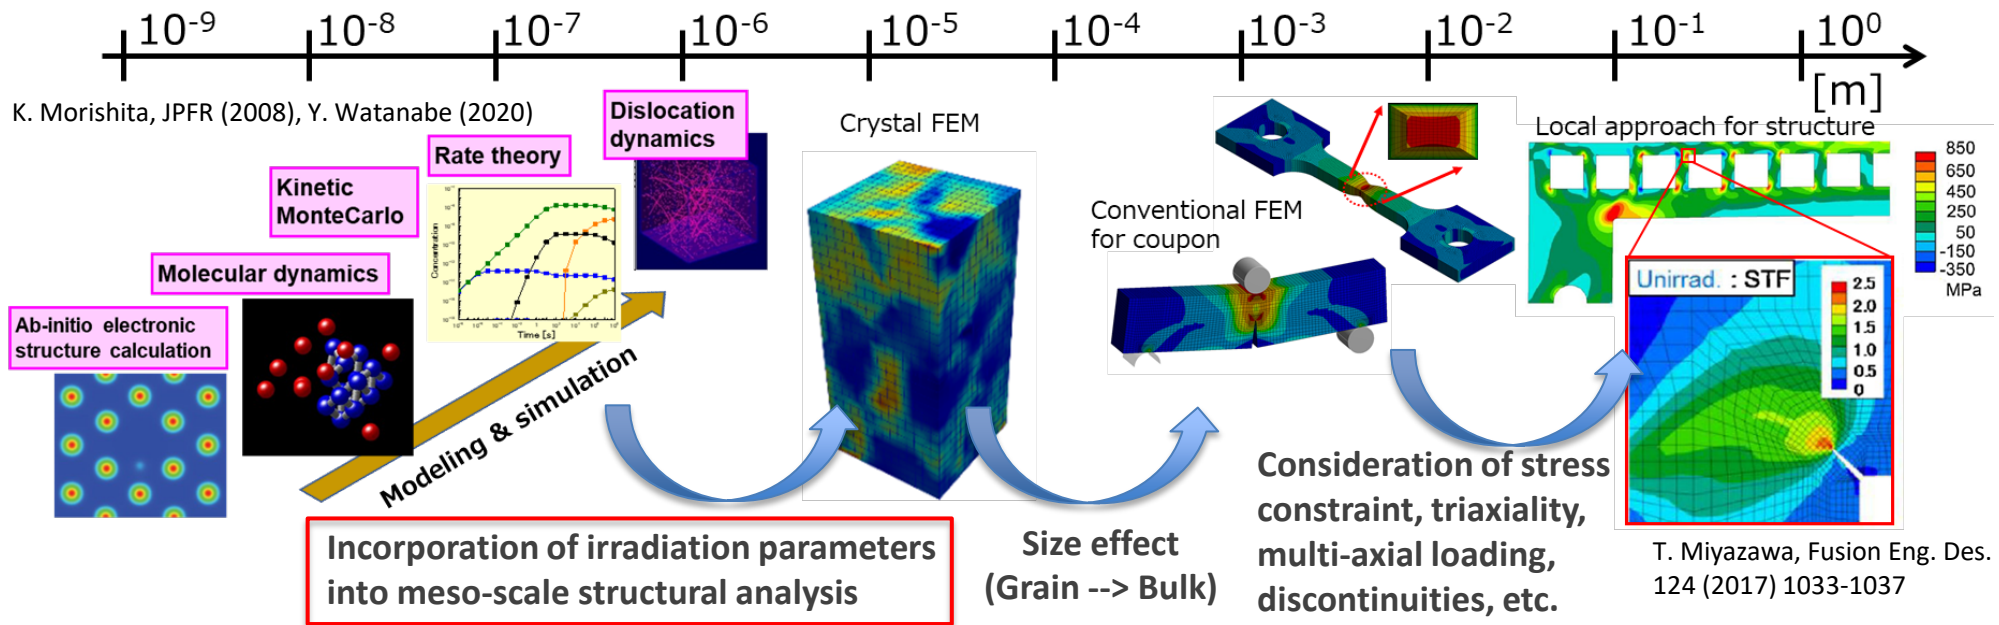 10-9
10-8
10-7
10-6
10-5
10-4
10-3
10-2
10-1
100
[m]
K. Morishita, JPFR (2008), Y. Watanabe (2020)
Ab-initio electronic
structure calculation
Molecular dynamics
Kinetic
MonteCarlo
Rate theory
Concentration
Time [s]
Dislocation
dynamics
Modeling & simulation
Crystal FEM
Conventional FEM
for coupon
Local approach for structure
850
650
450
250
50
-150
-350
MPa
Unirrad. : STF
2.5
2.0
1.5
1.0
0.5
0
Incorporation of irradiation parameters
into meso-scale structural analysis
Size effect
(Grain --> Bulk)
Consideration of stress
constraint, triaxiality,
multi-axial loading,
discontinuities, etc.
T. Miyazawa, Fusion Eng. Des.
124 (2017) 1033-1037